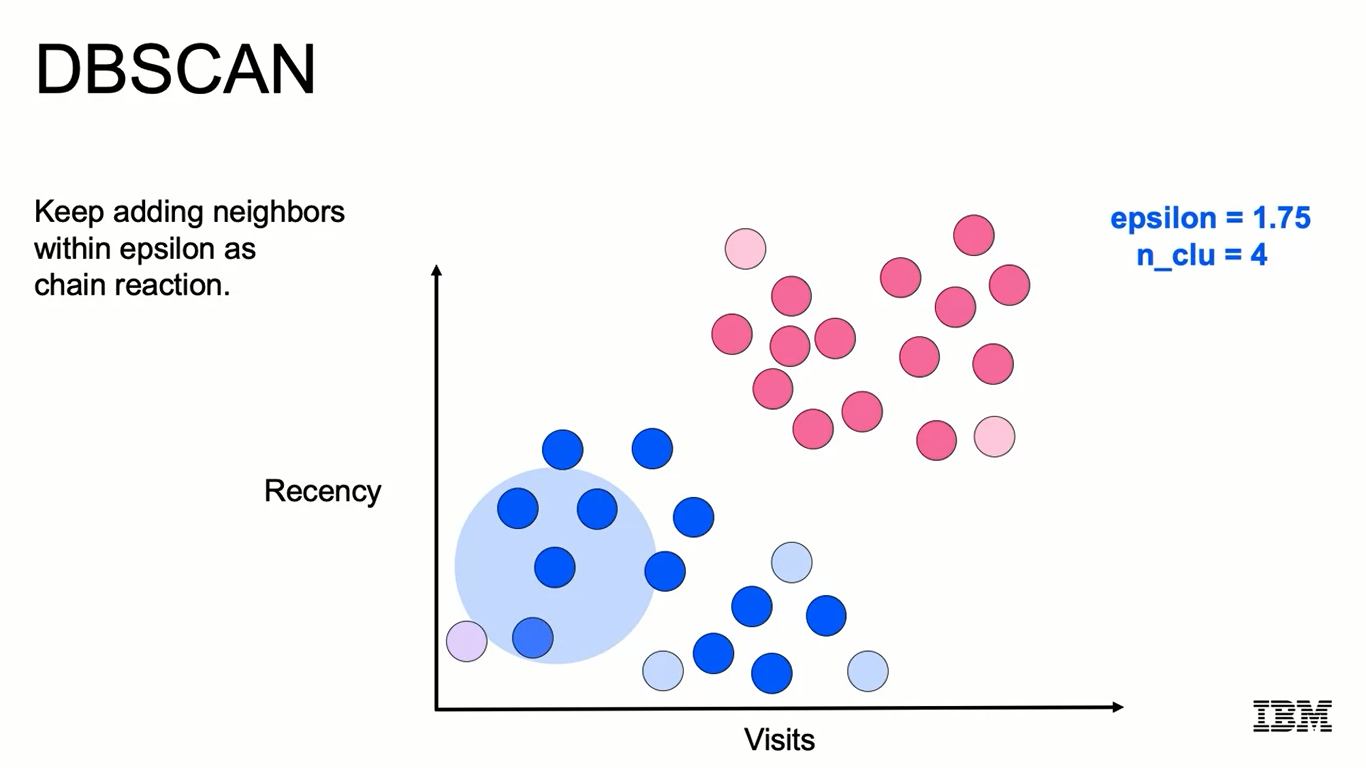 DBSCAN
Keep adding neighbors
within epsilon as
chain reaction.
epsilon = 1.75
n_clu = 4
Recency
Visits
IBM